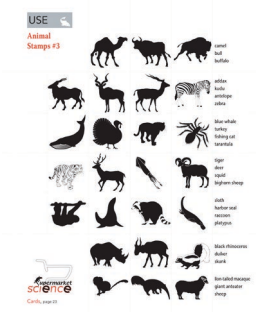 USE
Animal
Stamps #3
camel
bull
buffalo
addax
kudu
antelope
zebra
blue whale
turkey
fishing cat
tarantula
tiger
deer
squid
bighorn sheep
sloth
harbor seal
raccoon
platypus
black rhinoceros
duiker
skunk
lion-tailed macaque
giant anteater
sheep
Supermarket
science
Cards, page 23